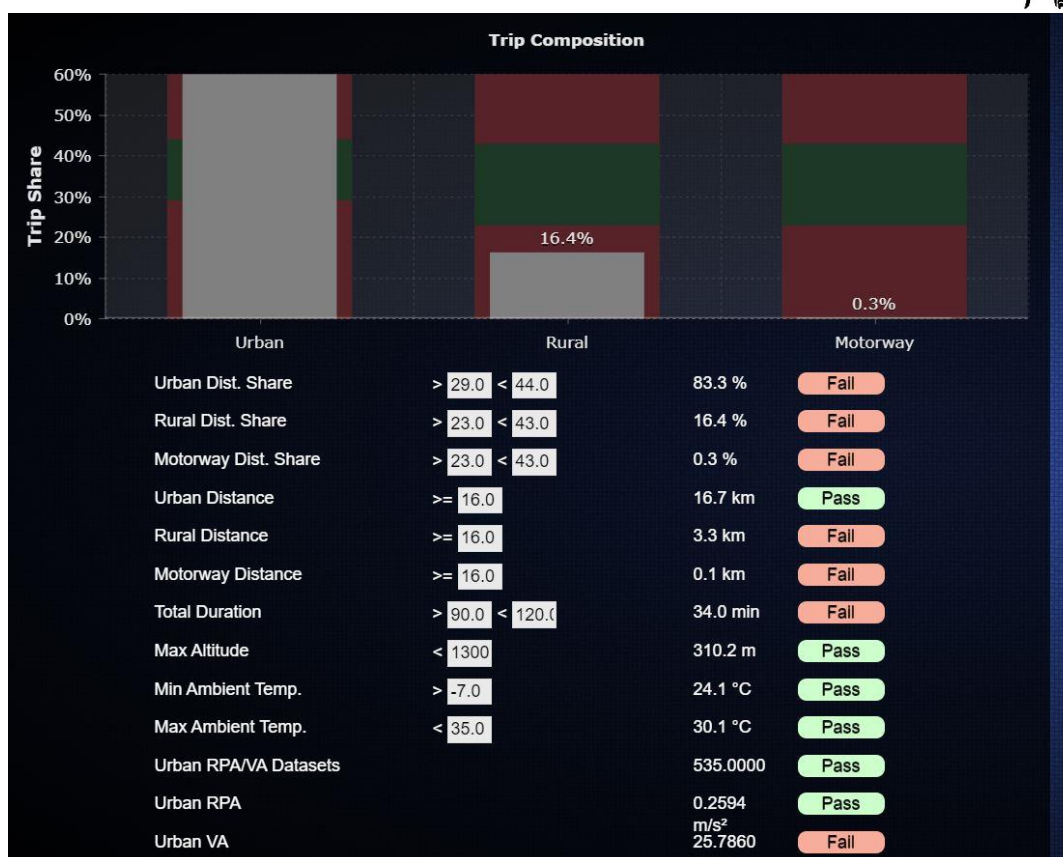 Trip Composition
60%
50%
40%
30%
20%
10%
0%
Trip Share
16.4%
0.3%
Urban Rural Motorway
Urban Dist. Share > 29.0 < 44.0 83.3 % Fail
Rural Dist. Share > 23.0 < 43.0 16.4 % Fail
Motorway Dist. Share > 23.0 < 43.0 0.3 % Fail
Urban Distance >= 16.0 16.7 km Pass
Rural Distance >= 16.0 3.3 km Fail
Motorway Distance >= 16.0 0.1 km Fail
Total Duration > 90.0 < 120.0 34.0 min Fail
Max Altitude < 1300 310.2 m Pass
Min Ambient Temp. > -7.0 24.1 °C Pass
Max Ambient Temp. < 35.0 30.1 °C Pass
Urban RPA/VA Datasets 535.0000 Pass
Urban RPA 0.2594 m/s² Pass
Urban VA 25.7860 Fail